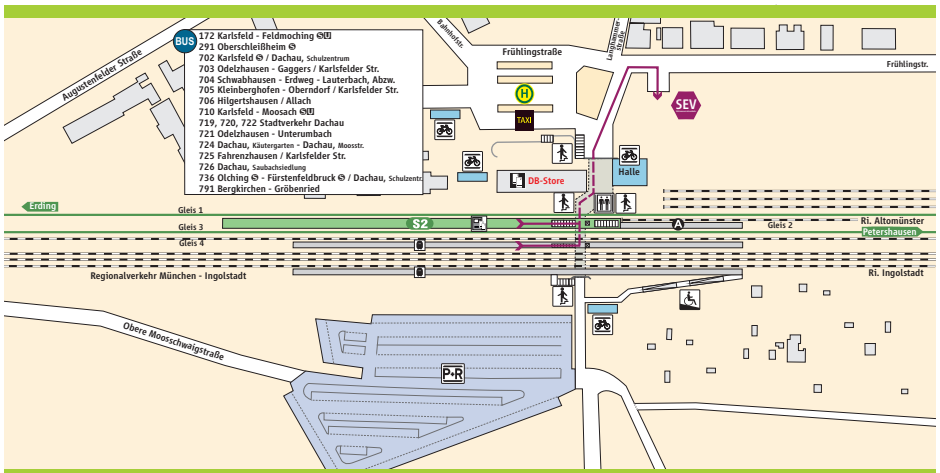 BUS
172 Karlsfeld - Feldmoching S U
291 Oberschleißheim S
702 Karlsfeld S / Dachau, Schulzentrum
703 Odelzhausen - Gaggers / Karlsfelder Str.
704 Schwabhausen - Erdweg - Lauterbach, Abzw.
705 Kleinberghofen - Oberndorf / Karlsfelder Str.
706 Hilgertshausen / Allach
710 Karlsfeld - Moosach S U
719, 720, 722 Stadtverkehr Dachau
721 Odelzhausen - Unterumbach
724 Dachau, Käutergarten - Dachau, Moosstr.
725 Fahrenzhausen / Karlsfelder Str.
726 Dachau, Saubachsiedlung
736 Olching S - Fürstenfeldbruck S / Dachau, Schulzentr.
791 Bergkirchen - Gröbenried
Augustenfelder Straße
Bahnhofstr.
Langhammer-
straße
Frühlingstraße
Frühlingstr.
H
TAXI
SEV
DB-Store
Halle
Erding
Gleis 1
S2
A
Gleis 2
Ri. Altomünster
Gleis 3
Petershausen
Gleis 4
Regionalverkehr München - Ingolstadt
Ri. Ingolstadt
Obere Moosschwaigstraße
P+R